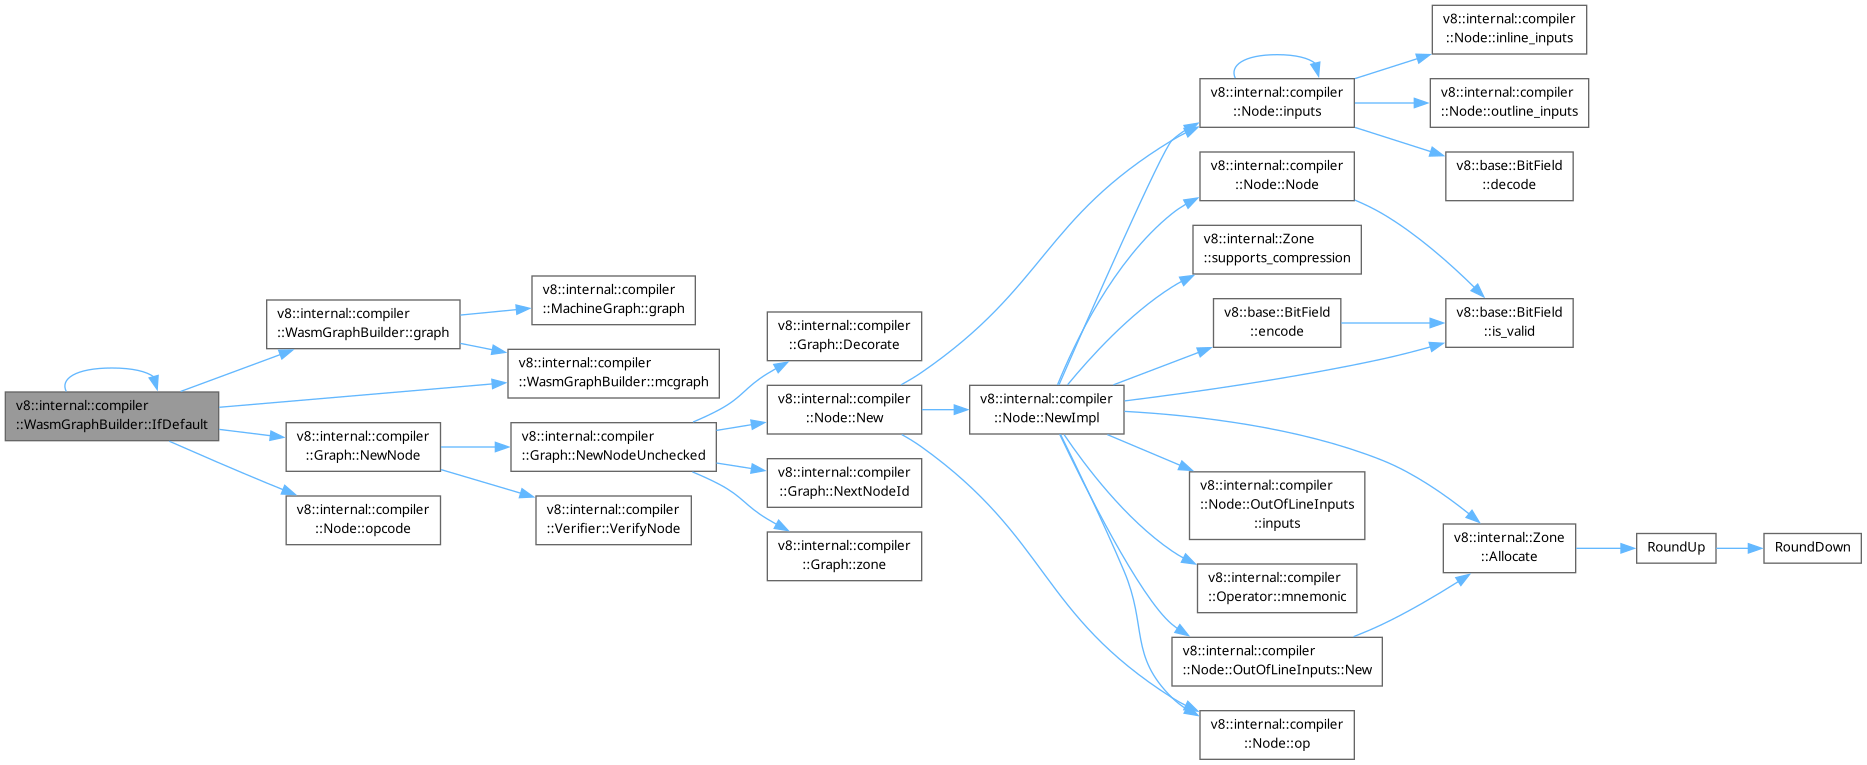 v8::internal::compiler
::WasmGraphBuilder::IfDefault
v8::internal::compiler
::WasmGraphBuilder::graph
v8::internal::compiler
::Graph::NewNode
v8::internal::compiler
::Node::opcode
v8::internal::compiler
::MachineGraph::graph
v8::internal::compiler
::WasmGraphBuilder::mcgraph
v8::internal::compiler
::Graph::NewNodeUnchecked
v8::internal::compiler
::Verifier::VerifyNode
v8::internal::compiler
::Graph::Decorate
v8::internal::compiler
::Node::New
v8::internal::compiler
::Graph::NextNodeId
v8::internal::compiler
::Graph::zone
v8::internal::compiler
::Node::NewImpl
v8::internal::compiler
::Node::inputs
v8::internal::compiler
::Node::Node
v8::internal::Zone
::supports_compression
v8::base::BitField
::encode
v8::internal::compiler
::Node::OutOfLineInputs
::inputs
v8::internal::compiler
::Operator::mnemonic
v8::internal::compiler
::Node::OutOfLineInputs::New
v8::internal::compiler
::Node::op
v8::internal::compiler
::Node::inline_inputs
v8::internal::compiler
::Node::outline_inputs
v8::base::BitField
::decode
v8::base::BitField
::is_valid
v8::internal::Zone
::Allocate
RoundUp
RoundDown